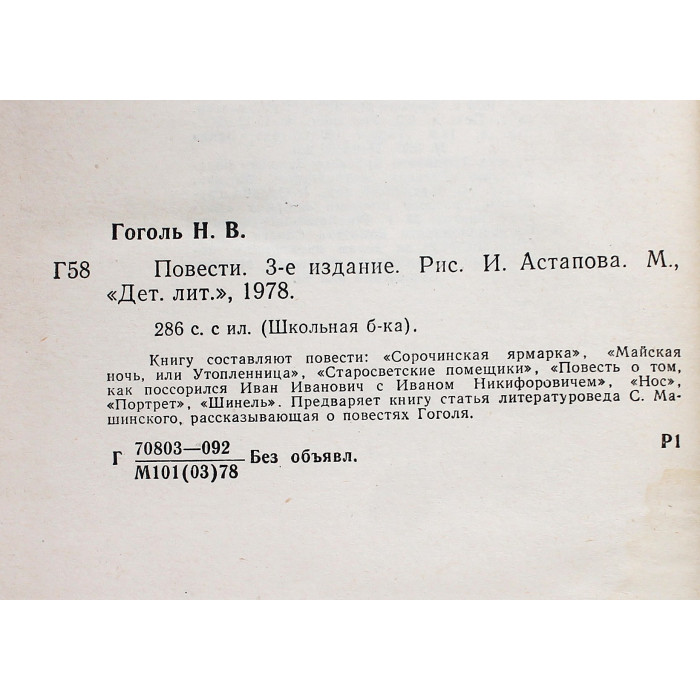 Гоголь Н. В.
Г58 Повести. 3-е издание. Рис. И. Астапова. М.,
«Дет. лит.», 1978.
286 с. с ил. (Школьная б-ка).
Книгу составляют повести: «Сорочинская ярмарка», «Майская
ночь, или Утопленница», «Старосветские помещики», «Повесть о том,
как поссорился Иван Иванович с Иваном Никифоровичем», «Нос»,
«Портрет», «Шинель». Предваряет книгу статья литературоведа С. Ма-
шинского, рассказывающая о повестях Гоголя.
Г 70803—092
М101(03)78 Без объявл.
Р1